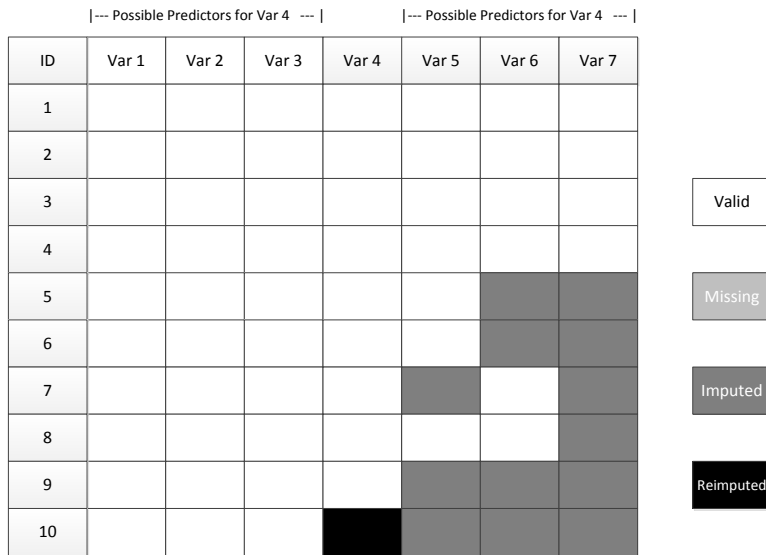 |--- Possible Predictors for Var 4 --- | |--- Possible Predictors for Var 4 --- |
ID Var 1 Var 2 Var 3 Var 4 Var 5 Var 6 Var 7
1
2
3
Valid
4
5
Missing
6
7
Imputed
8
9
Reimputed
10